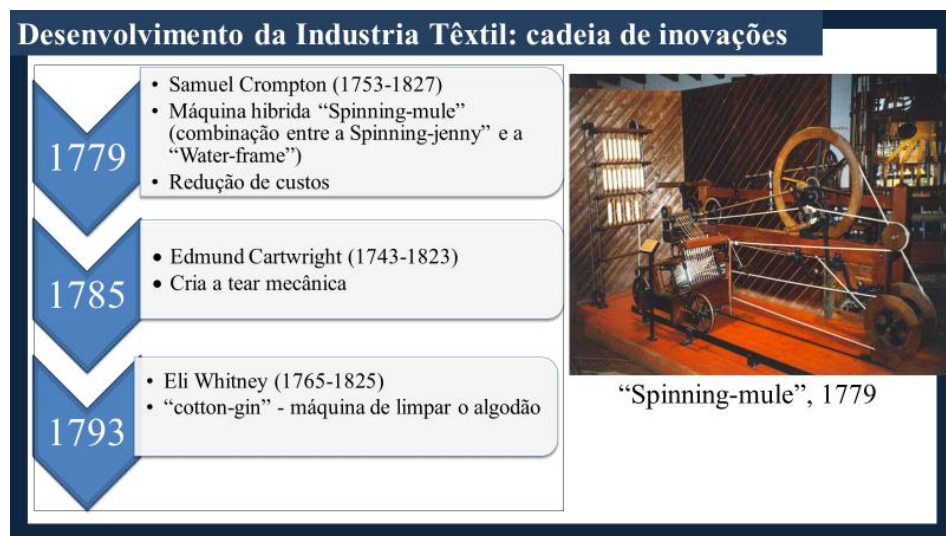 Desenvolvimento da Industria Têxtil: cadeia de inovações
1779
• Samuel Crompton (1753-1827)
• Máquina hibrida “Spinning-mule”
(combinação entre a Spinning-jenny” e a
“Water-frame”)
• Redução de custos
1785
• Edmund Cartwright (1743-1823)
• Cria a tear mecânica
1793
• Eli Whitney (1765-1825)
• “cotton-gin” - máquina de limpar o algodão
“Spinning-mule”, 1779